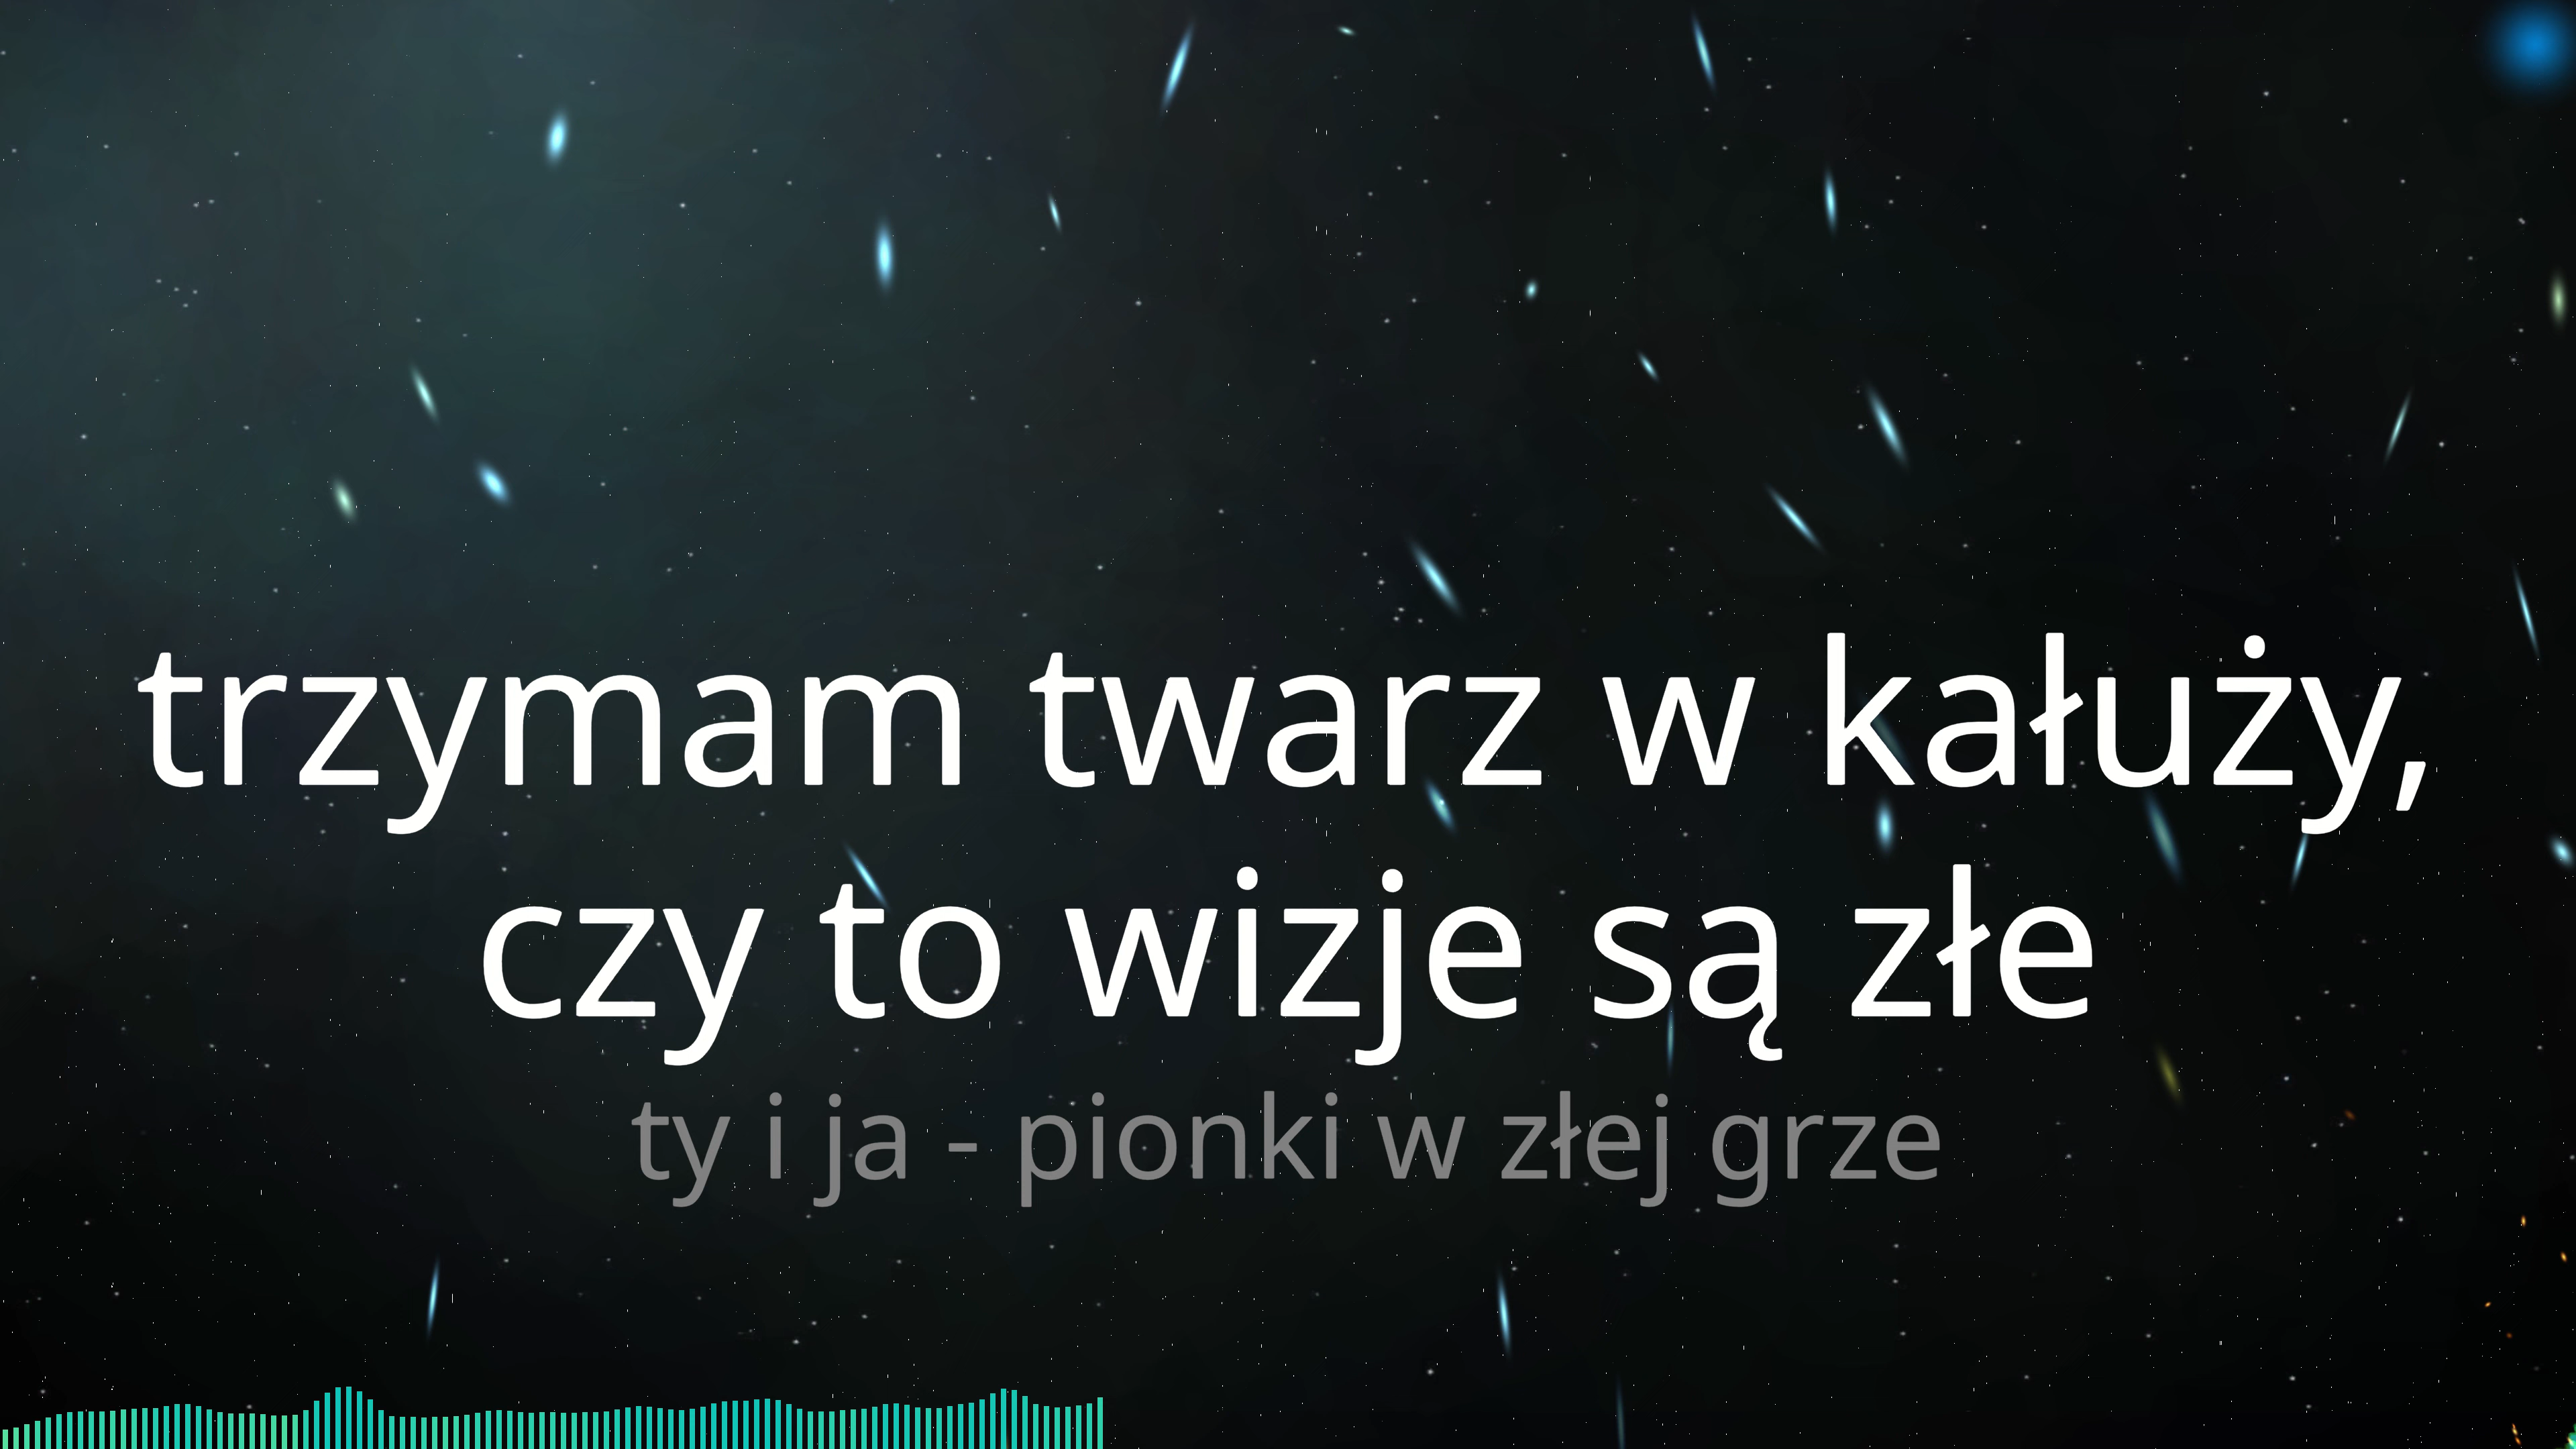 trzymam twarz w kałuży,
czy to wizje są złe
ty i ja - pionki w złej grze